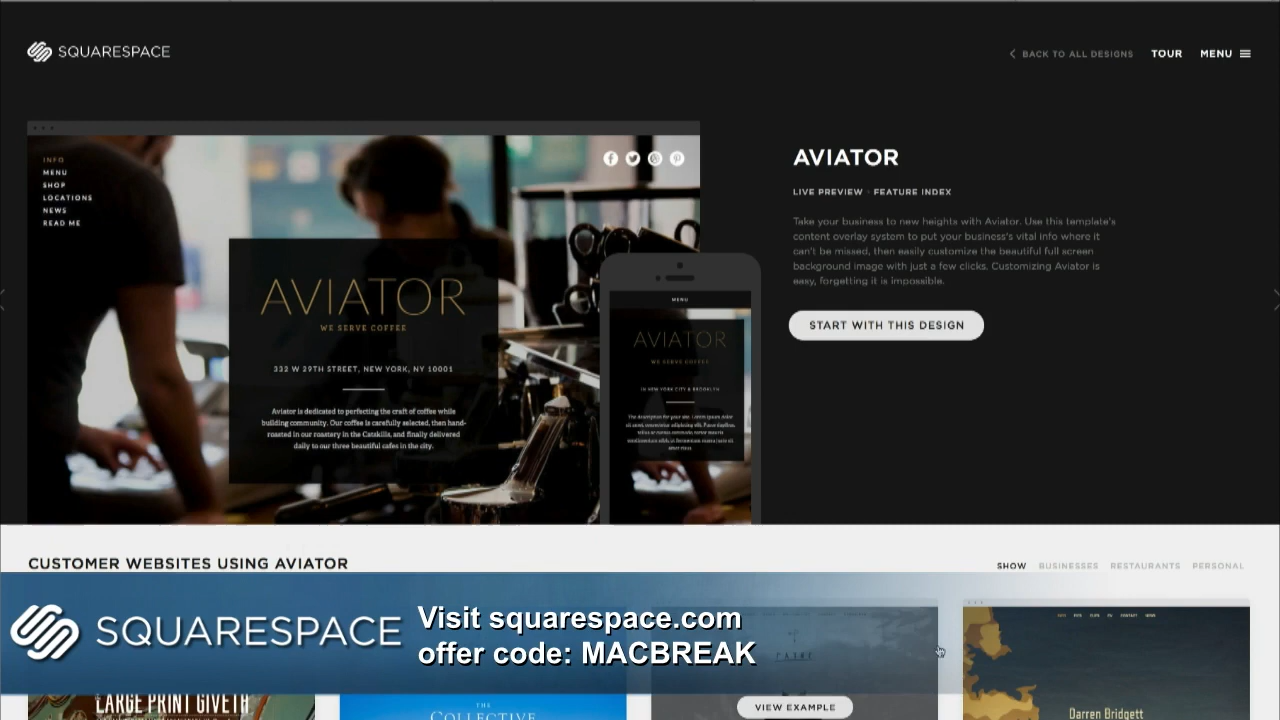 SQUARESPACE
BACK TO ALL DESIGNS
TOUR
MENU
INFO
MENU
SHOP
LOCATIONS
NEWS
READ ME
AVIATOR
WE SERVE COFFEE
332 W 29TH STREET, NEW YORK, NY 10001
Aviator is dedicated to perfecting the craft of coffee while
building community. Our coffee is carefully selected, then hand-
roasted in our roastery in the Catskills, and finally delivered
daily to our three beautiful cafes in the city.
MENU
AVIATOR
WE SERVE COFFEE
IN NEW YORK CITY & BROOKLYN
AVIATOR
LIVE PREVIEW · FEATURE INDEX
Take your business to new heights with Aviator. Use this template's
content overlay system to put your business's vital info where it
can't be missed, then easily customize the beautiful full screen
background image with just a few clicks. Customizing Aviator is
easy, forgetting it is impossible.
START WITH THIS DESIGN
CUSTOMER WEBSITES USING AVIATOR
SHOW
BUSINESSES
RESTAURANTS
PERSONAL
SQUARESPACE
Visit squarespace.com
offer code: MACBREAK
LARGE PRINT GIVETH
THE
COLLECTIVE
VIEW EXAMPLE
Darren Bridgett